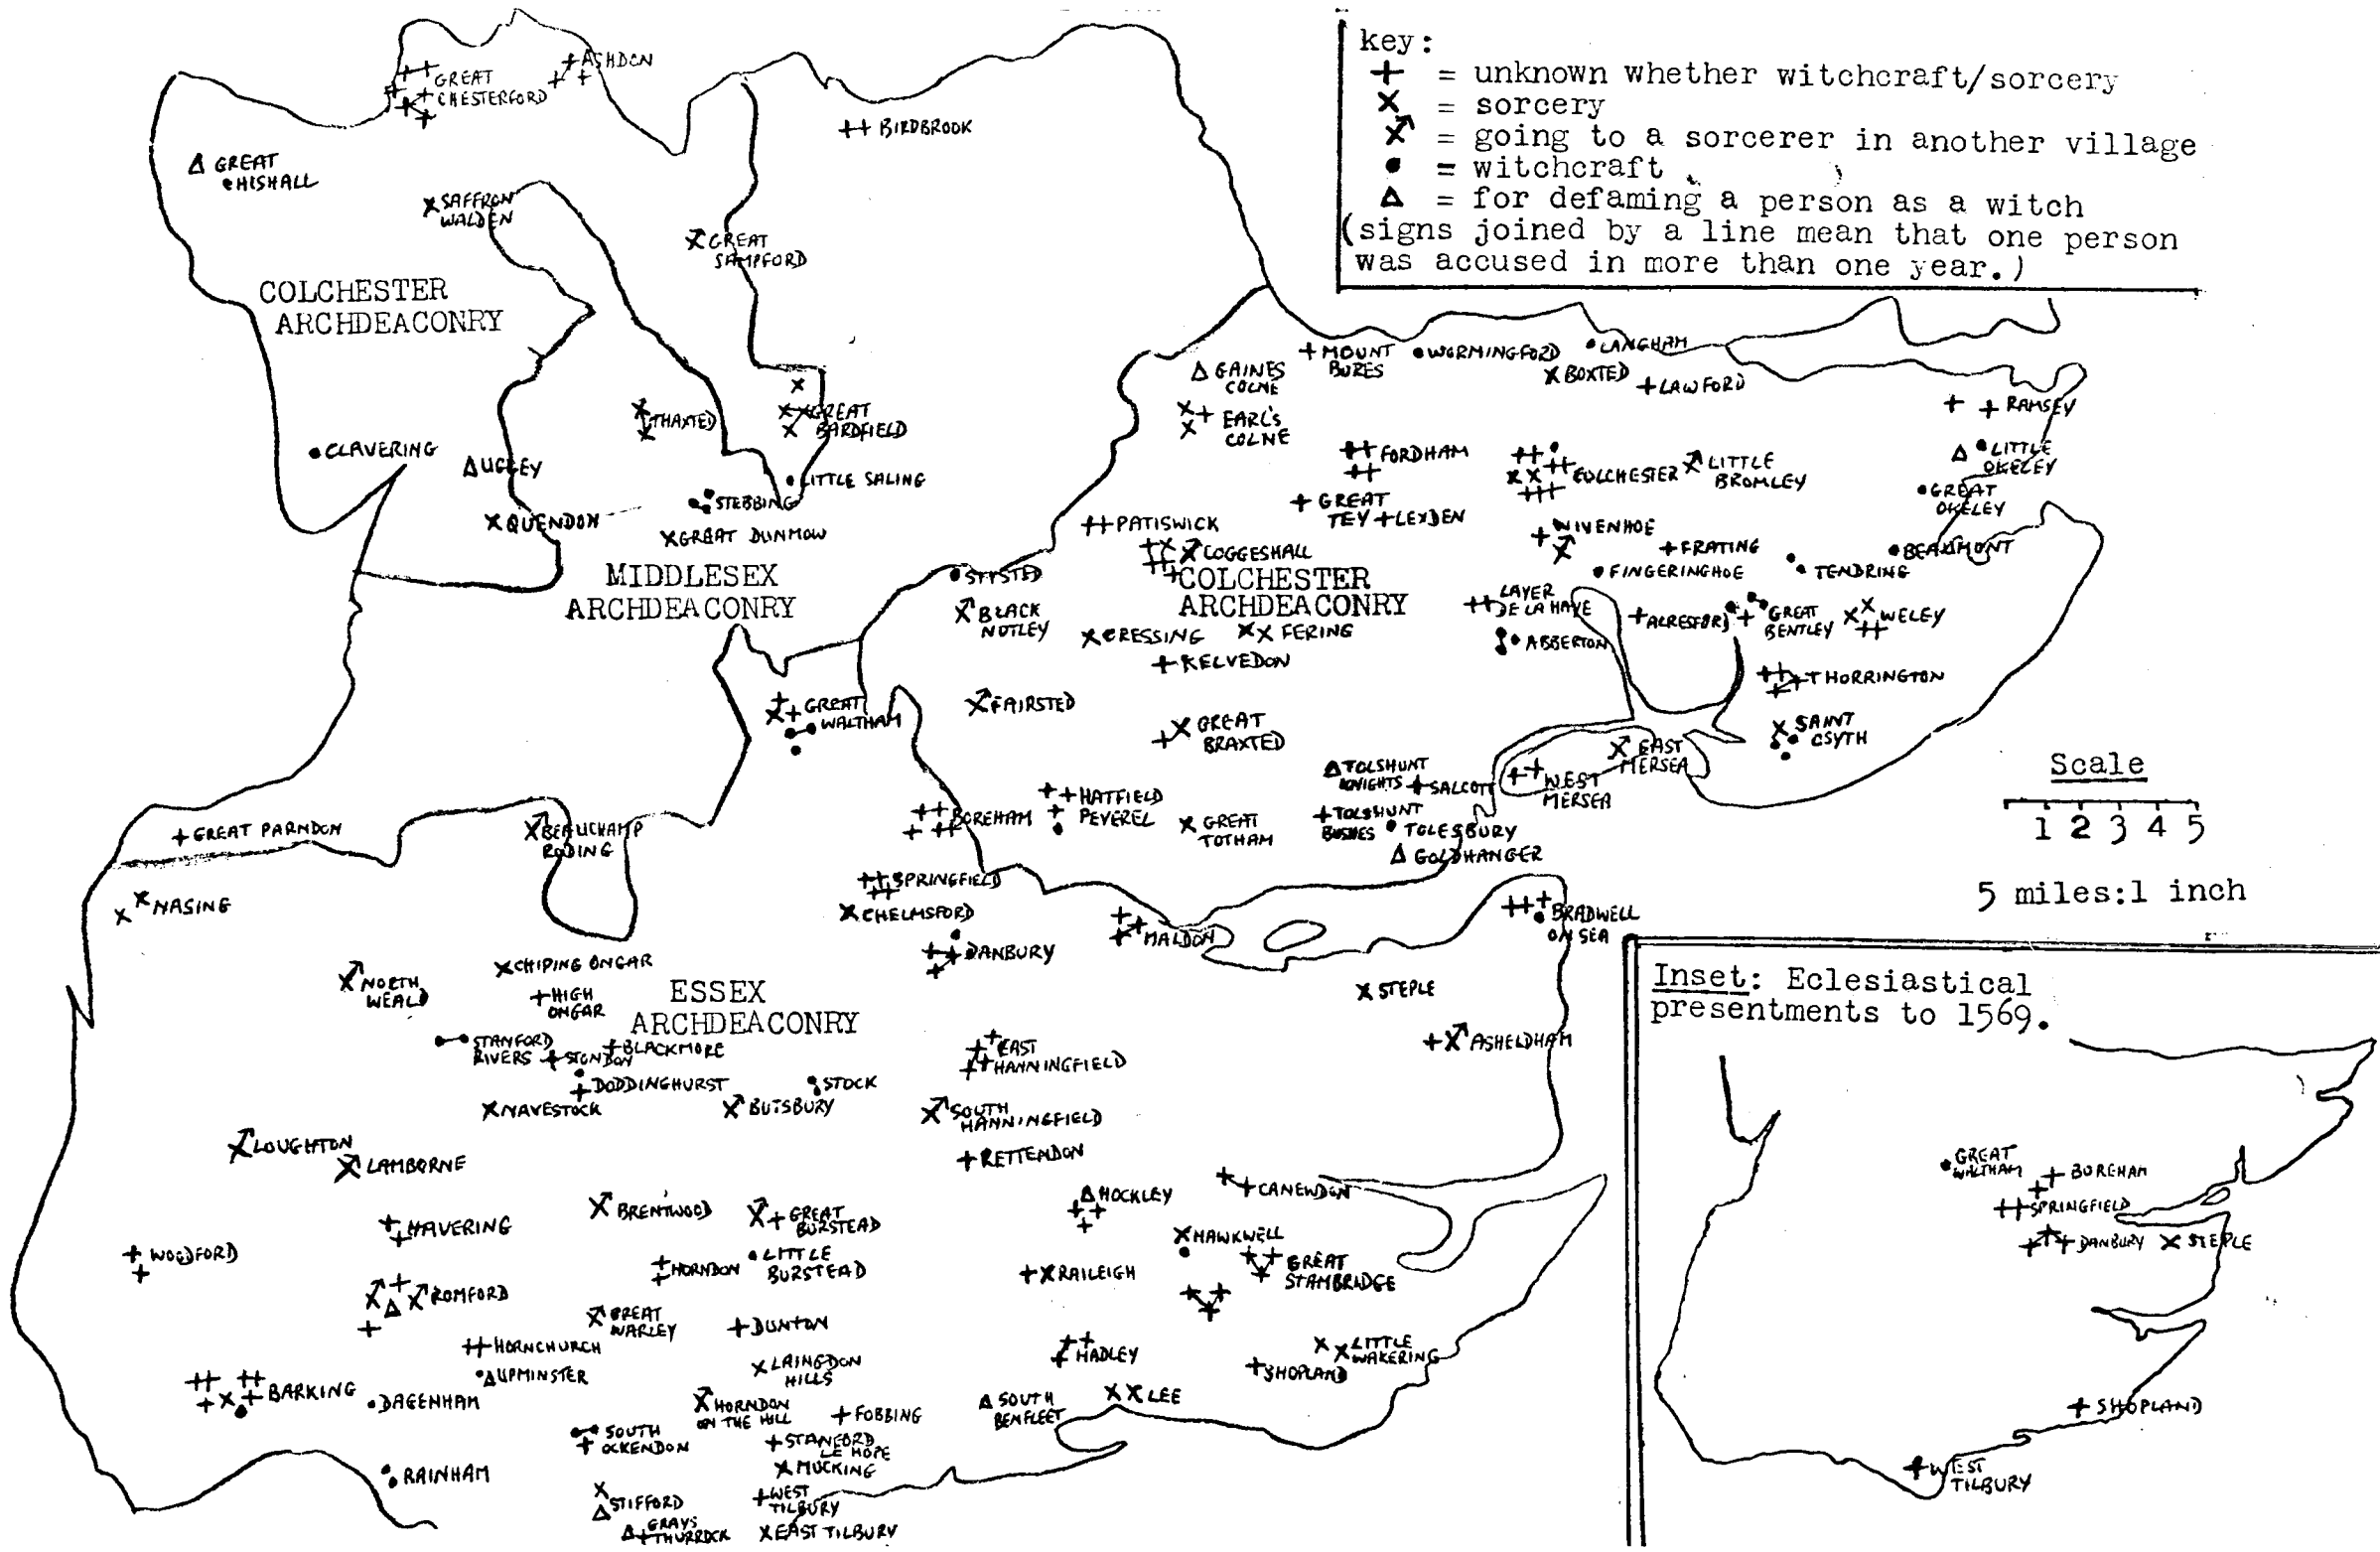 key:
+ = unknown whether witchcraft/sorcery
x = sorcery
= going to a sorcerer in another village
● = witchcraft
Δ = for defaming a person as a witch
(signs joined by a line mean that one person
was accused in more than one year.)
ASHDON
GREAT
CHESTERFORD
BIRDBROOK
GREAT
CHISHALL
SAFFRON
WALDEN
GREAT
SAMPFORD
COLCHESTER
ARCHDEACONRY
GAINES
COLNE
MOUNT
BURES
WORMINGFORD
LANGHAM
BOXTED
LAWFORD
RAMSEY
THAXTED
GREAT
BARDFIELD
EARL'S
COLNE
CLAVERING
UGLEY
LITTLE SALING
FORDHAM
COLCHESTER
LITTLE
BROMLEY
LITTLE
OKELEY
GREAT
OKELEY
STEBBING
QUENDON
GREAT DUNMOW
GREAT
TEY
LEXDEN
PATISWICK
COGGESHALL
WIVENHOE
FRATING
BEAUMONT
MIDDLESEX
ARCHDEACONRY
STISTED
COLCHESTER
ARCHDEACONRY
FINGERINGHOE
TENDRING
BLACK
NOTLEY
CRESSING
FERING
LAYER
DE LA HAYE
ALRESFORD
GREAT
BENTLEY
WELEY
ABBERTON
KELVEDON
THORRINGTON
GREAT
WALTHAM
FAIRSTED
GREAT
BRAXTED
SAINT
OSYTH
EAST
MERSEA
TOLSHUNT
KNIGHTS
SALCOTT
WEST
MERSEA
Scale
1 2 3 4 5
5 miles:1 inch
HATFIELD
PEVEREL
BOREHAM
GREAT
TOTHAM
TOLSHUNT
BUSHES
TOLESBURY
GOLDHANGER
GREAT PARNDON
BEAUCHAMP
RODING
NASING
SPRINGFIELD
CHELMSFORD
DANBURY
MALDON
BRADWELL
ON SEA
NORTH
WEALD
CHIPING ONGAR
HIGH
ONGAR
ESSEX
ARCHDEACONRY
STEPLE
ASHELDHAM
STANFORD
RIVERS
STONDON
BLACKMORE
EAST
HANNINGFIELD
DODDINGHURST
STOCK
NAVESTOCK
BUTSBURY
SOUTH
HANNINGFIELD
LOUGHTON
LAMBORNE
RETTENDON
HOCKLEY
CANEWDON
BRENTWOOD
GREAT
BURSTEAD
HAVERING
WOODFORD
HORNDON
LITTLE
BURSTEAD
HAWKWELL
GREAT
STAMBRIDGE
RAILEIGH
ROMFORD
GREAT
WARLEY
DUNTON
HORNCHURCH
UPMINSTER
LAINGDON
HILLS
HADLEY
LITTLE
WAKERING
SHOPLAND
BARKING
DAGENHAM
HORNDON
ON THE HILL
FOBBING
SOUTH
BENFLEET
LEE
SOUTH
OCKENDON
STANFORD
LE HOPE
MUCKING
RAINHAM
STIFFORD
WEST
TILBURY
GRAYS
THURROCK
EAST TILBURY
Inset: Eclesiastical
presentments to 1569.
GREAT
WALTHAM
BOREHAM
SPRINGFIELD
DANBURY
STEPLE
SHOPLAND
WEST
TILBURY